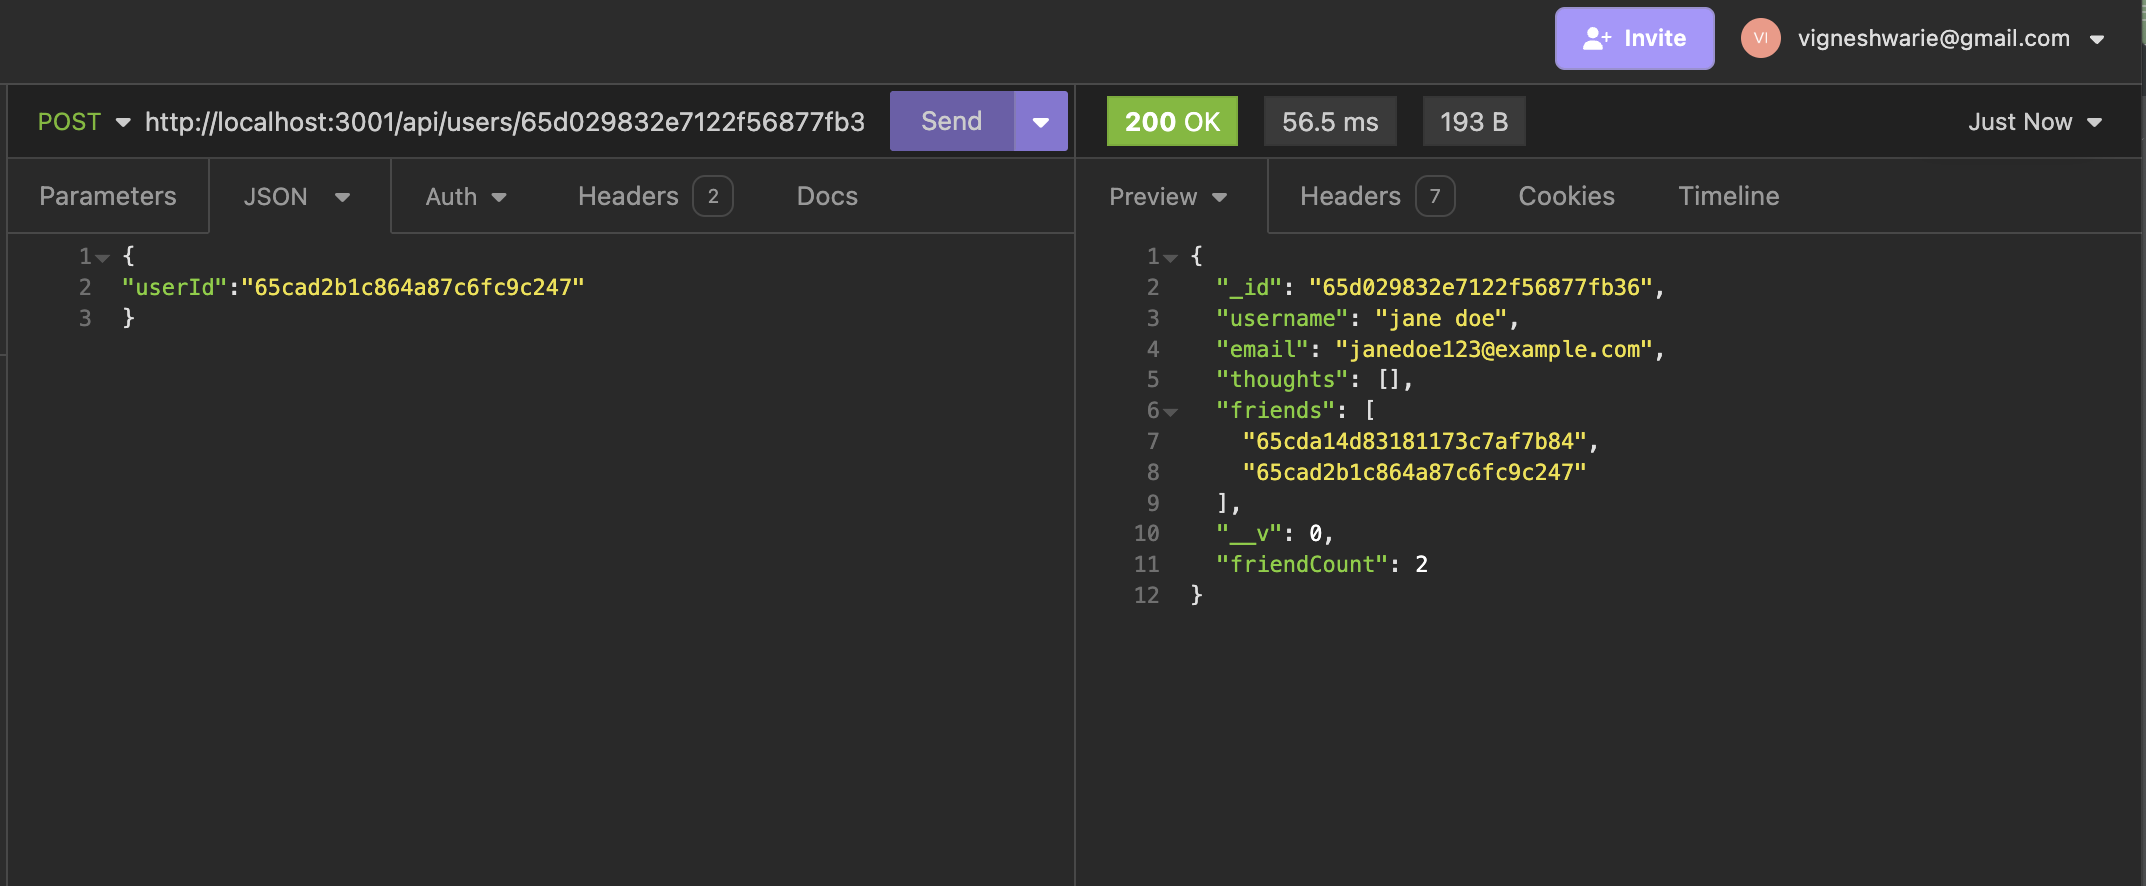 Invite
VI
vigneshwarie@gmail.com
POST
http://localhost:3001/api/users/65d029832e7122f56877fb3
Send
200 OK
56.5 ms
193 B
Just Now
Parameters
JSON
Auth
Headers 2
Docs
Preview
Headers 7
Cookies
Timeline
1 {
2 "userId":"65cad2b1c864a87c6fc9c247"
3 }
1 {
2 "_id": "65d029832e7122f56877fb36",
3 "username": "jane doe",
4 "email": "janedoe123@example.com",
5 "thoughts": [],
6 "friends": [
7 "65cda14d83181173c7af7b84",
8 "65cad2b1c864a87c6fc9c247"
9 ],
10 "__v": 0,
11 "friendCount": 2
12 }